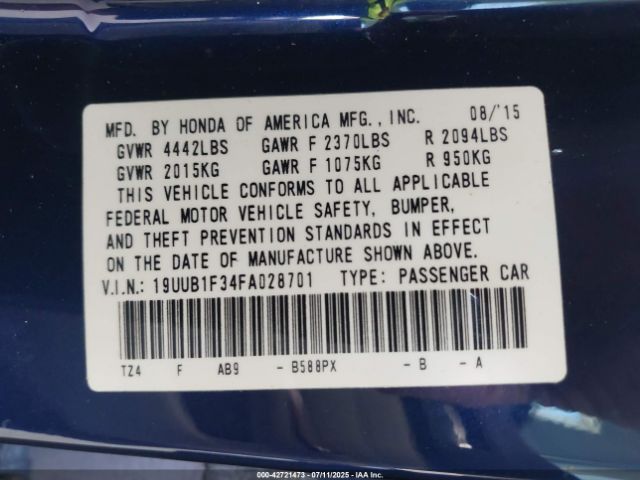 MFD. BY HONDA OF AMERICA MFG., INC. 08/'15
GVWR 4442LBS GAWR F 2370LBS R 2094LBS
GVWR 2015KG GAWR F 1075KG R 950KG
THIS VEHICLE CONFORMS TO ALL APPLICABLE
FEDERAL MOTOR VEHICLE SAFETY, BUMPER,
AND THEFT PREVENTION STANDARDS IN EFFECT
ON THE DATE OF MANUFACTURE SHOWN ABOVE.
V.I.N.: 19UUB1F34FA028701 TYPE: PASSENGER CAR
TZ4 F AB9 - B588PX - B - A
000-42721473 - 07/11/2025 - IAAI.COM